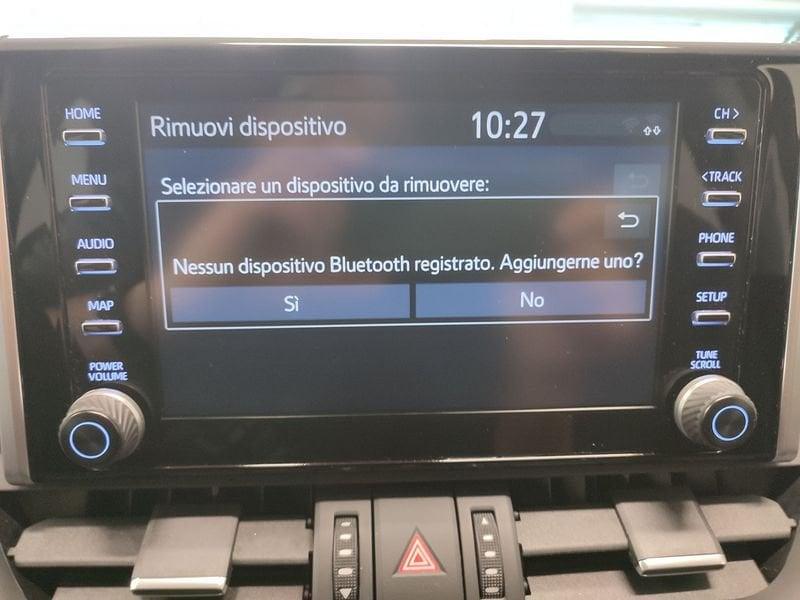 HOME
Rimuovi dispositivo
10:27
CH >
MENU
Selezionare un dispositivo da rimuovere:
< TRACK
AUDIO
Nessun dispositivo Bluetooth registrato. Aggiungerne uno?
PHONE
MAP
Sì
No
SETUP
POWER
VOLUME
TUNE
SCROLL